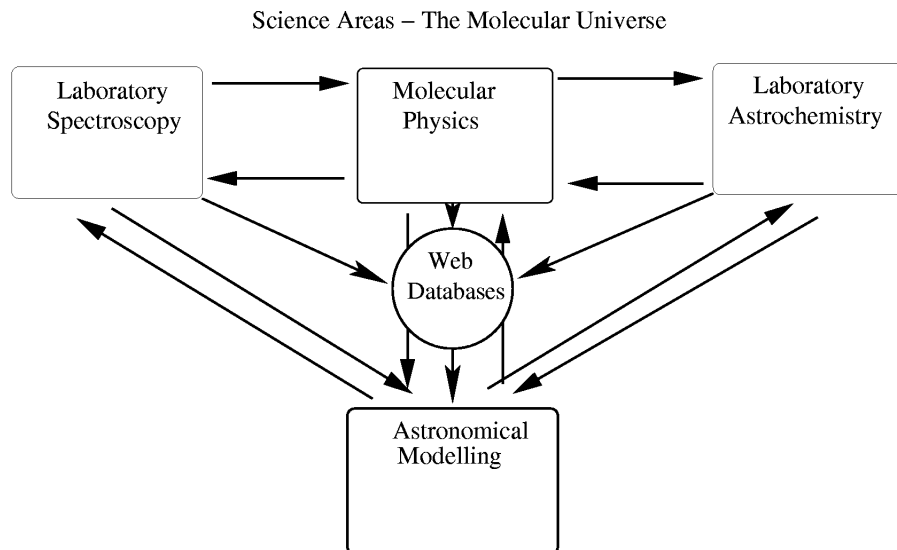 Science Areas – The Molecular Universe
Laboratory
Spectroscopy
Molecular
Physics
Laboratory
Astrochemistry
Web
Databases
Astronomical
Modelling